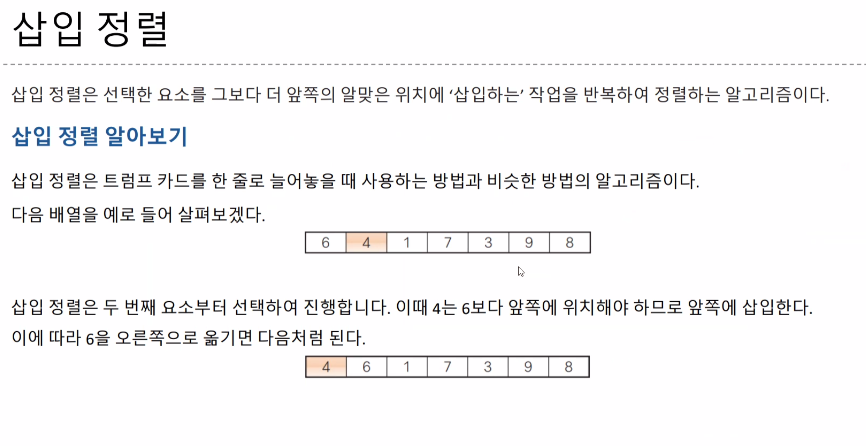 삽입 정렬
삽입 정렬은 선택한 요소를 그보다 더 앞쪽의 알맞은 위치에 ‘삽입하는’ 작업을 반복하여 정렬하는 알고리즘이다.
삽입 정렬 알아보기
삽입 정렬은 트럼프 카드를 한 줄로 늘어놓을 때 사용하는 방법과 비슷한 방법의 알고리즘이다.
다음 배열을 예로 들어 살펴보겠다.
6 4 1 7 3 9 8
삽입 정렬은 두 번째 요소부터 선택하여 진행합니다. 이때 4는 6보다 앞쪽에 위치해야 하므로 앞쪽에 삽입한다.
이에 따라 6을 오른쪽으로 옮기면 다음처럼 된다.
4 6 1 7 3 9 8